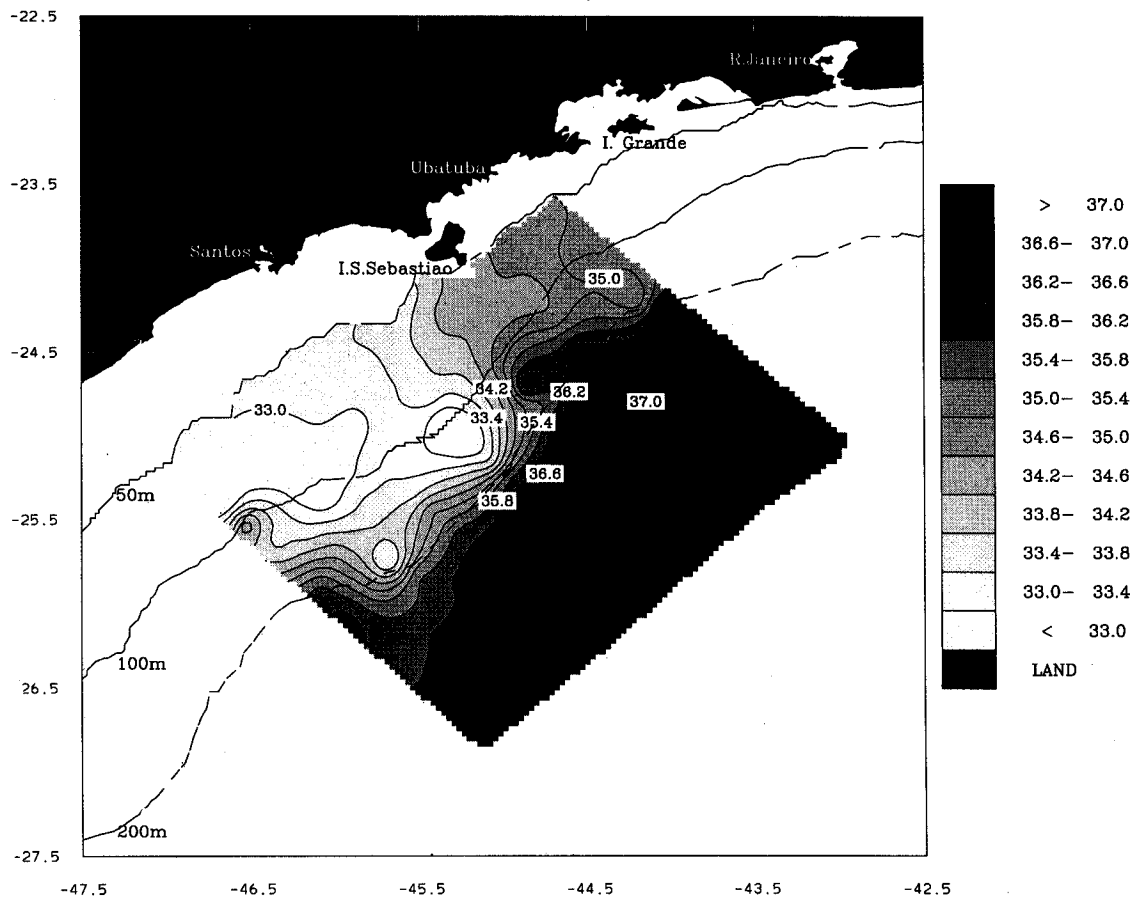 -22.5
R.Janeiro
I. Grande
-23.5
Ubatuba
> 37.0
Santos
36.6- 37.0
I.S.Sebastiao
35.0
36.2- 36.6
35.8- 36.2
-24.5
35.4- 35.8
34.2
36.2
35.0- 35.4
33.0
33.4
35.4
37.0
34.6- 35.0
36.6
34.2- 34.6
50m
35.8
-25.5
33.8- 34.2
33.4- 33.8
33.0- 33.4
< 33.0
100m
LAND
-26.5
200m
-27.5
-47.5 -46.5 -45.5 -44.5 -43.5 -42.5